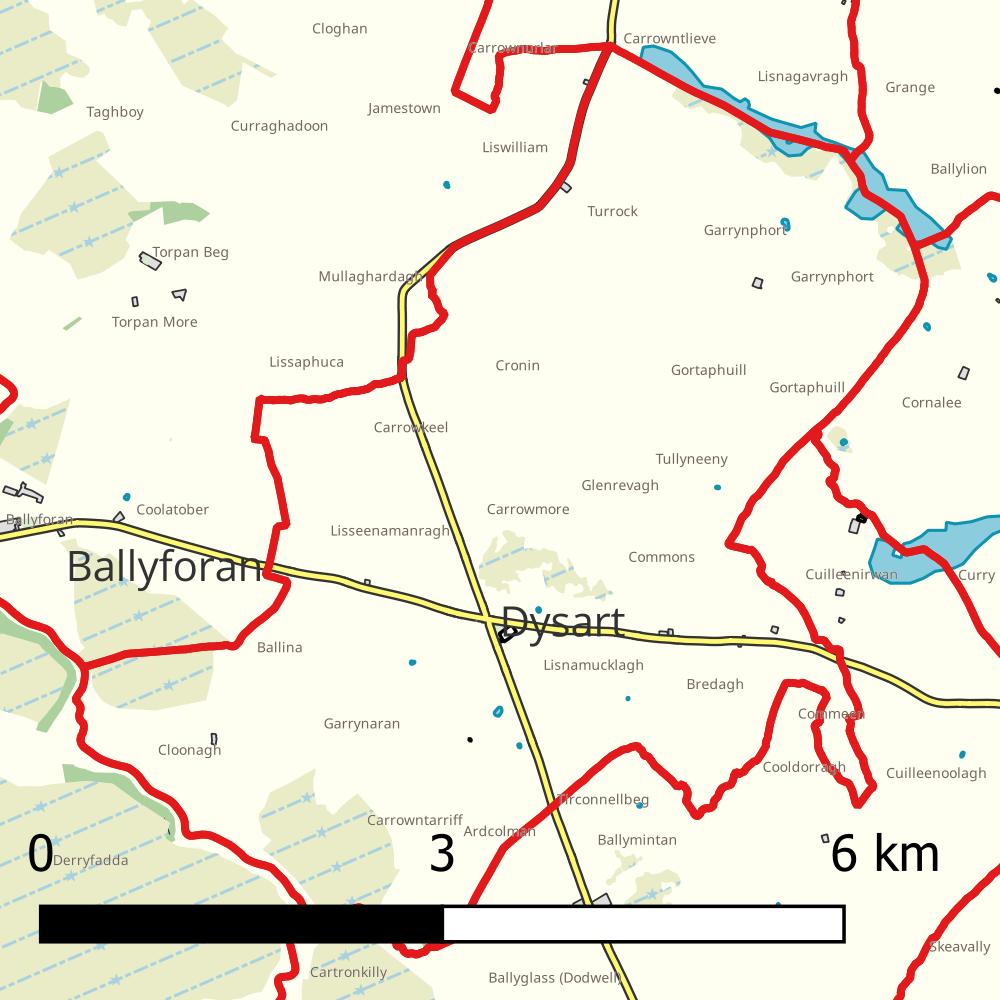 Cloghan
Carrowntlieve
Carrownurlar
Lisnagavragh
Grange
Jamestown
Taghboy
Curraghadoon
Liswilliam
Ballylion
Turrock
Garrynphort
Torpan Beg
Mullaghardagh
Garrynphort
Torpan More
Lissaphuca
Cronin
Gortaphuill
Gortaphuill
Cornalee
Carrowkeel
Tullyneeny
Glenrevagh
Coolatober
Carrowmore
Ballyforan
Lisseenamanragh
Commons
Ballyforan
Cuilleenirwan
Curry
Dysart
Ballina
Lisnamucklagh
Bredagh
Commeen
Garrynaran
Cloonagh
Cooldorragh
Cuilleenoolagh
Tirconnellbeg
Carrowntarriff
Ardcolman
Ballymintan
0 3 6 km
Derryfadda
Skeavally
Cartronkilly
Ballyglass (Dodwell)